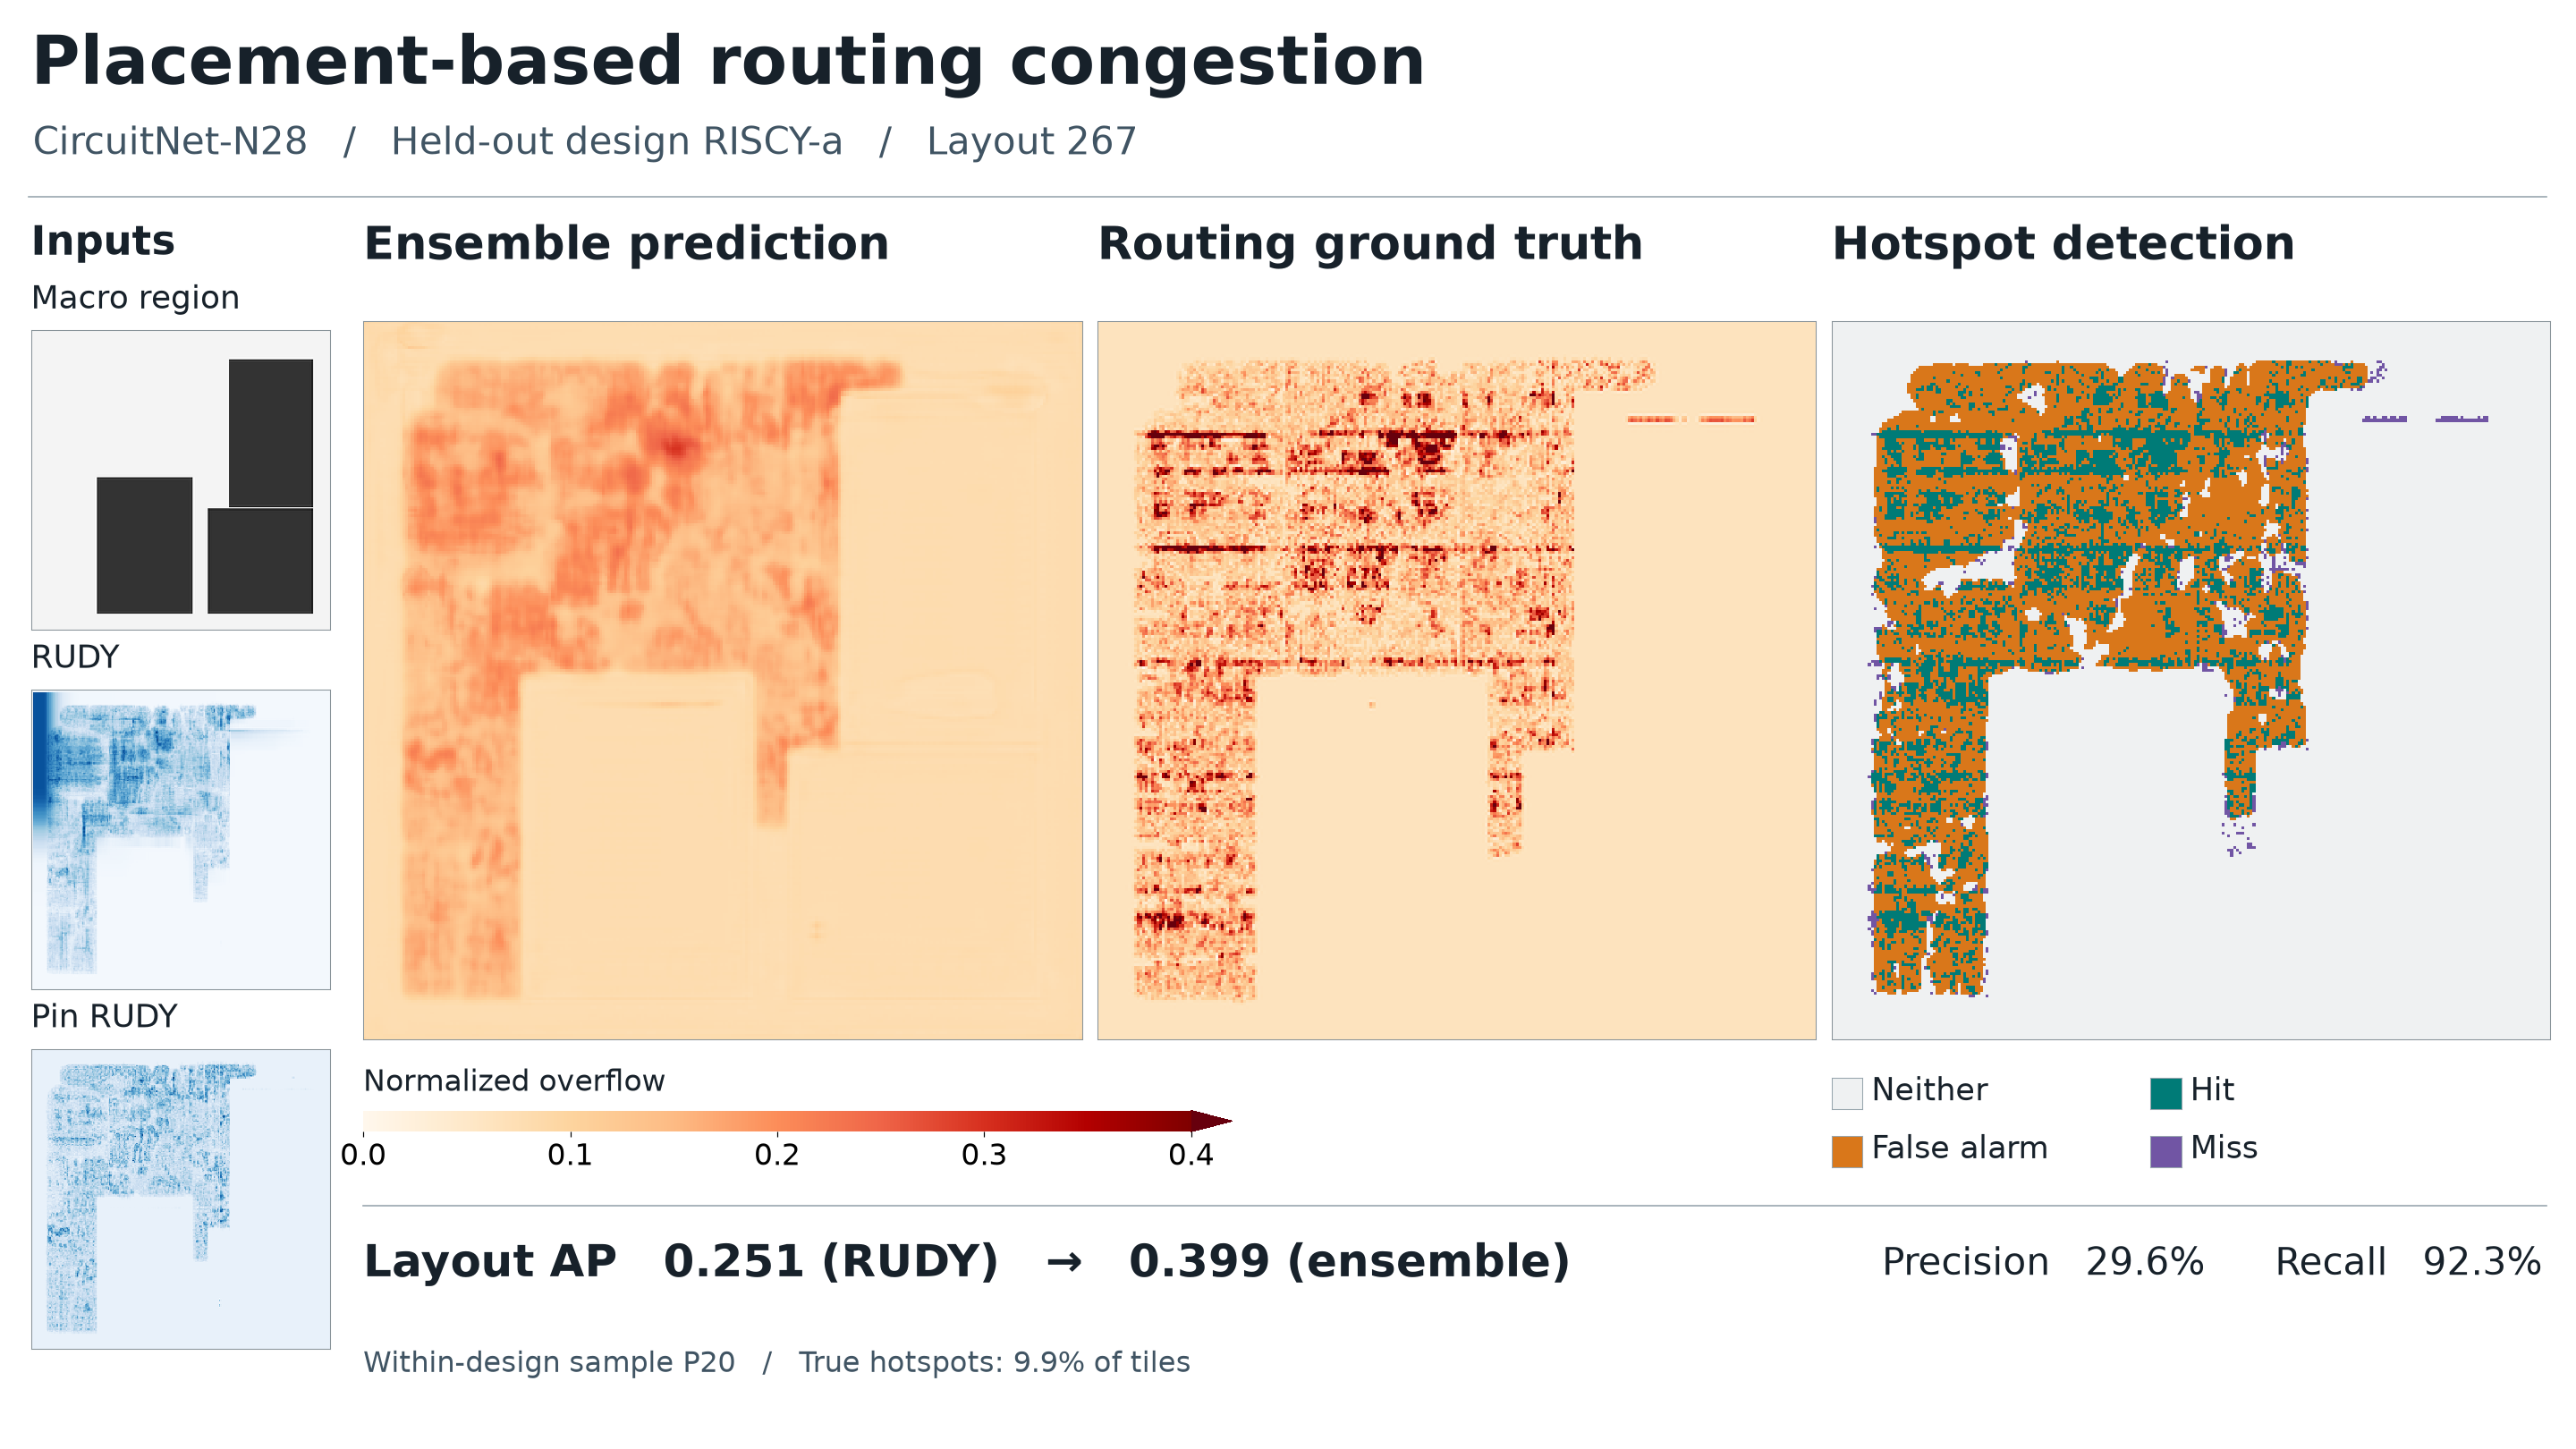 Placement-based routing congestion
CircuitNet-N28 / Held-out design RISCY-a / Layout 267
Inputs
Macro region
RUDY
Pin RUDY
Ensemble prediction
Routing ground truth
Hotspot detection
Normalized overflow
0.0 0.1 0.2 0.3 0.4
Neither Hit
False alarm Miss
Layout AP 0.251 (RUDY) → 0.399 (ensemble)
Precision 29.6% Recall 92.3%
Within-design sample P20 / True hotspots: 9.9% of tiles